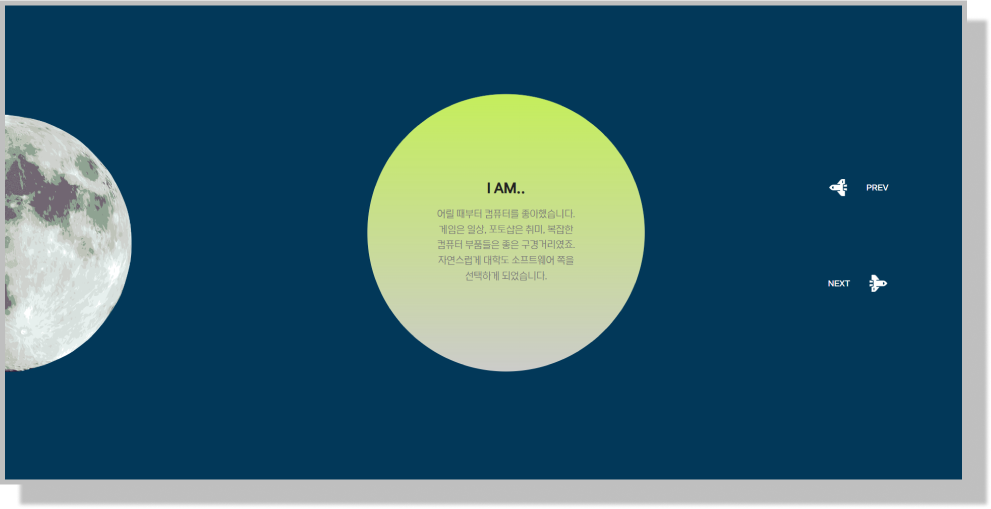 I AM..
어릴 때부터 컴퓨터를 좋아했습니다.
게임은 일상, 포토샵은 취미, 복잡한
컴퓨터 부품들은 좋은 구경거리였죠.
자연스럽게 대학도 소프트웨어 쪽을
선택하게 되었습니다.
PREV
NEXT